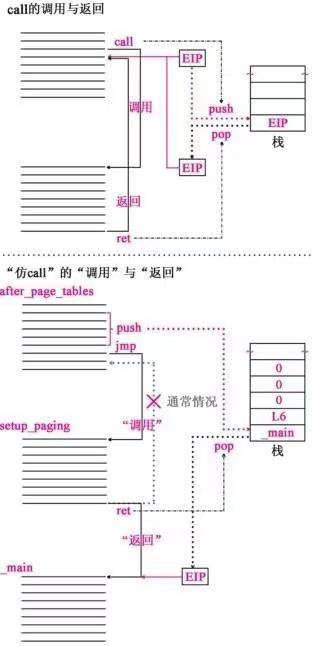 call的调用与返回
call
EIP
调用
push
pop
EIP
栈
EIP
返回
ret
“仿call”的“调用”与“返回”
after_page_tables
push
jmp
通常情况
0
0
0
L6
_main
栈
setup_paging
“调用”
pop
ret
“返回”
_main
EIP